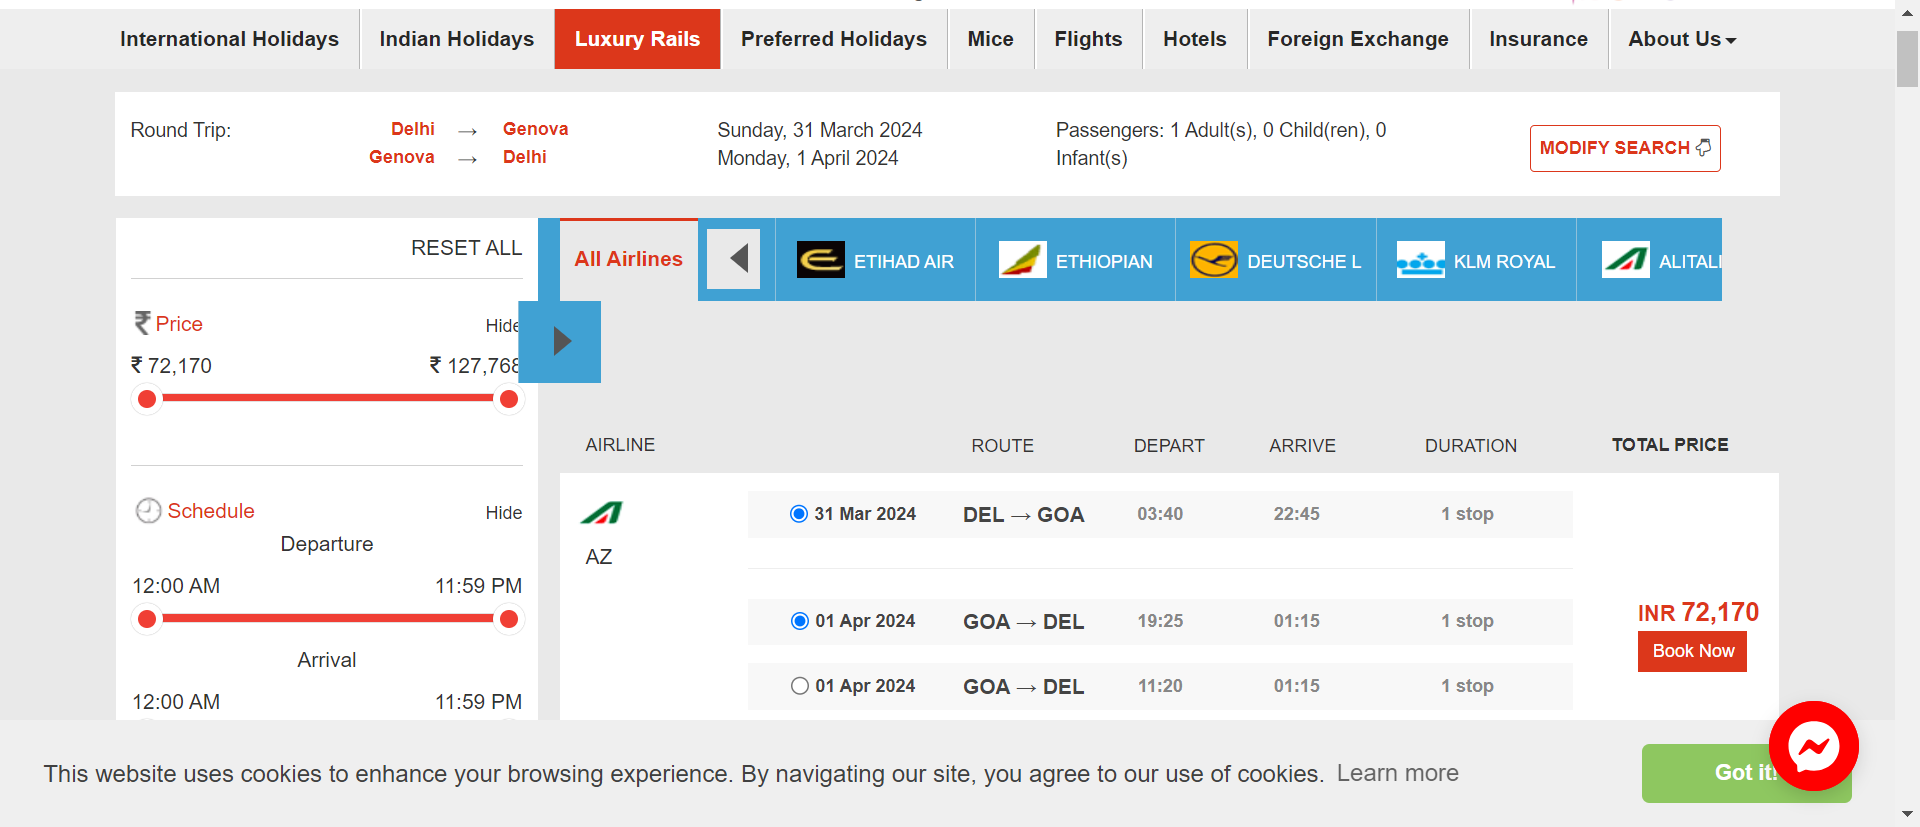 International Holidays
Indian Holidays
Luxury Rails
Preferred Holidays
Mice
Flights
Hotels
Foreign Exchange
Insurance
About Us
Round Trip:
Delhi → Genova
Genova → Delhi
Sunday, 31 March 2024
Monday, 1 April 2024
Passengers: 1 Adult(s), 0 Child(ren), 0
Infant(s)
MODIFY SEARCH
RESET ALL
₹ Price
Hide
₹ 72,170
₹ 127,768
Schedule
Hide
Departure
12:00 AM
11:59 PM
Arrival
12:00 AM
11:59 PM
All Airlines
ETIHAD AIR
ETHIOPIAN
DEUTSCHE L
KLM ROYAL
ALITALI
AIRLINE
ROUTE
DEPART
ARRIVE
DURATION
TOTAL PRICE
AZ
31 Mar 2024 DEL → GOA 03:40 22:45 1 stop
01 Apr 2024 GOA → DEL 19:25 01:15 1 stop
01 Apr 2024 GOA → DEL 11:20 01:15 1 stop
INR 72,170
Book Now
This website uses cookies to enhance your browsing experience. By navigating our site, you agree to our use of cookies. Learn more
Got it!